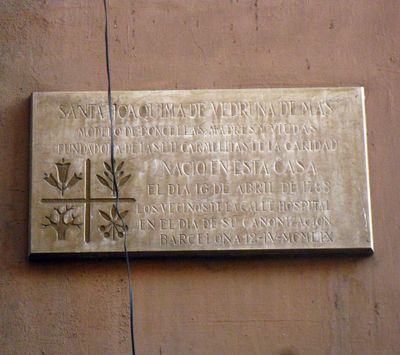 SANTA JOAQUIMA DE VEDRUNA DE MAS
MODELO DE DONCELLAS, MADRES Y VIUDAS
FUNDADORA DE LAS HH CARMELITAS DE LA CARIDAD
NACIO EN ESTA CASA
EL DIA 16 DE ABRIL DE 1783
LOS VECINOS DE LA CALLE HOSPITAL
EN EL DIA DE SU CANONIZACION
BARCELONA 12-IV-MCMLIX